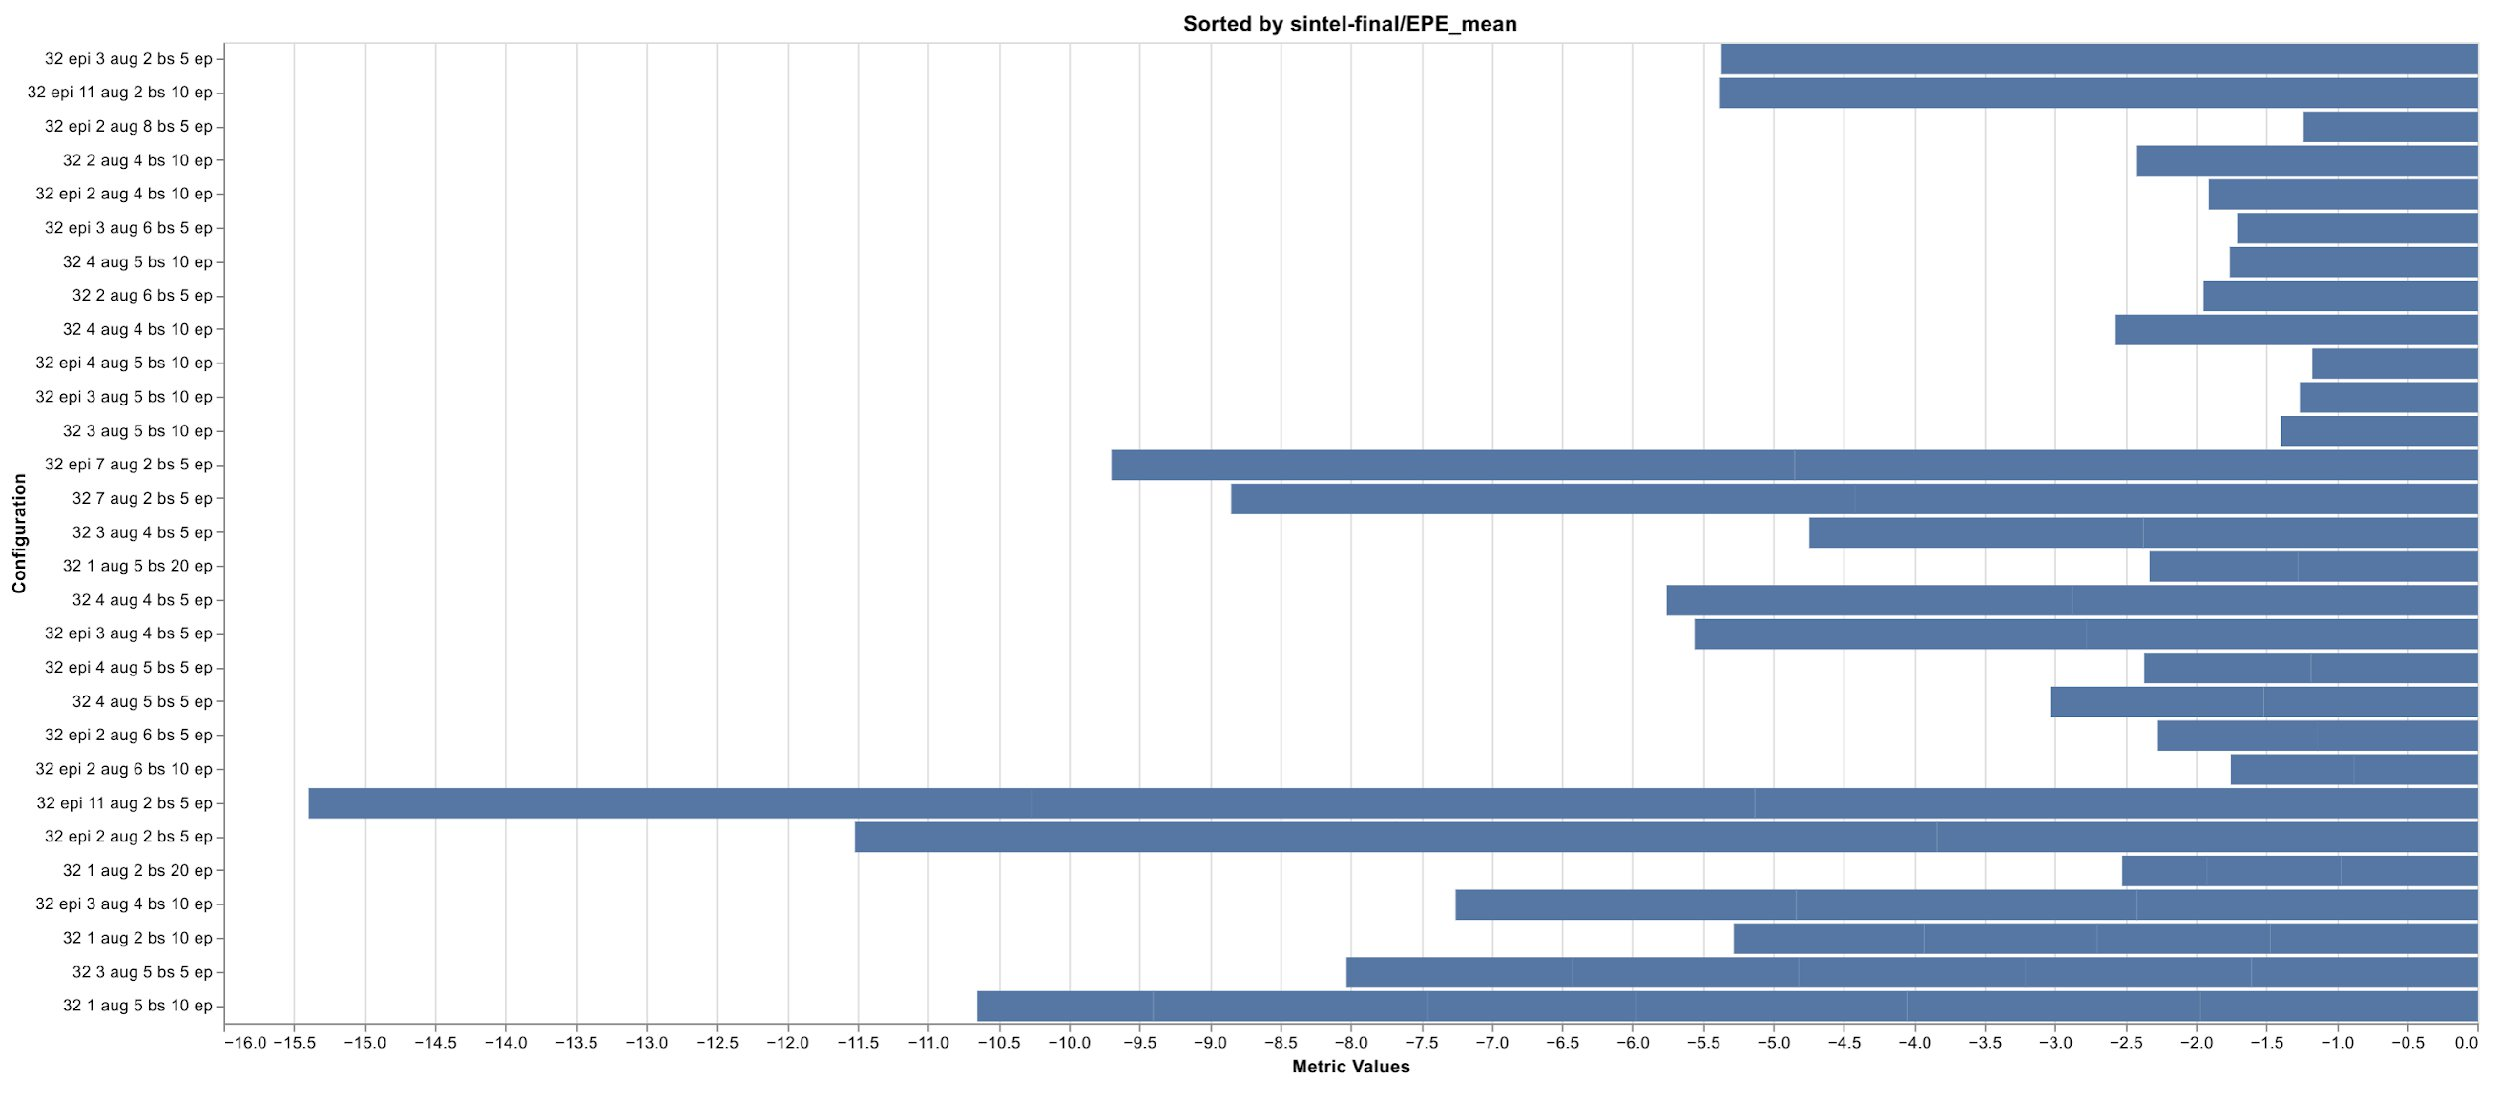 Sorted by sintel-final/EPE_mean
32 epi 3 aug 2 bs 5 ep
32 epi 11 aug 2 bs 10 ep
32 epi 2 aug 8 bs 5 ep
32 2 aug 4 bs 10 ep
32 epi 2 aug 4 bs 10 ep
32 epi 3 aug 6 bs 5 ep
32 4 aug 5 bs 10 ep
32 2 aug 6 bs 5 ep
32 4 aug 4 bs 10 ep
32 epi 4 aug 5 bs 10 ep
32 epi 3 aug 5 bs 10 ep
32 3 aug 5 bs 10 ep
32 epi 7 aug 2 bs 5 ep
32 7 aug 2 bs 5 ep
32 3 aug 4 bs 5 ep
32 1 aug 5 bs 20 ep
32 4 aug 4 bs 5 ep
32 epi 3 aug 4 bs 5 ep
32 epi 4 aug 5 bs 5 ep
32 4 aug 5 bs 5 ep
32 epi 2 aug 6 bs 5 ep
32 epi 2 aug 6 bs 10 ep
32 epi 11 aug 2 bs 5 ep
32 epi 2 aug 2 bs 5 ep
32 1 aug 2 bs 20 ep
32 epi 3 aug 4 bs 10 ep
32 1 aug 2 bs 10 ep
32 3 aug 5 bs 5 ep
32 1 aug 5 bs 10 ep
Configuration
−16.0 −15.5 −15.0 −14.5 −14.0 −13.5 −13.0 −12.5 −12.0 −11.5 −11.0 −10.5 −10.0 −9.5 −9.0 −8.5 −8.0 −7.5 −7.0 −6.5 −6.0 −5.5 −5.0 −4.5 −4.0 −3.5 −3.0 −2.5 −2.0 −1.5 −1.0 −0.5 0.0
Metric Values